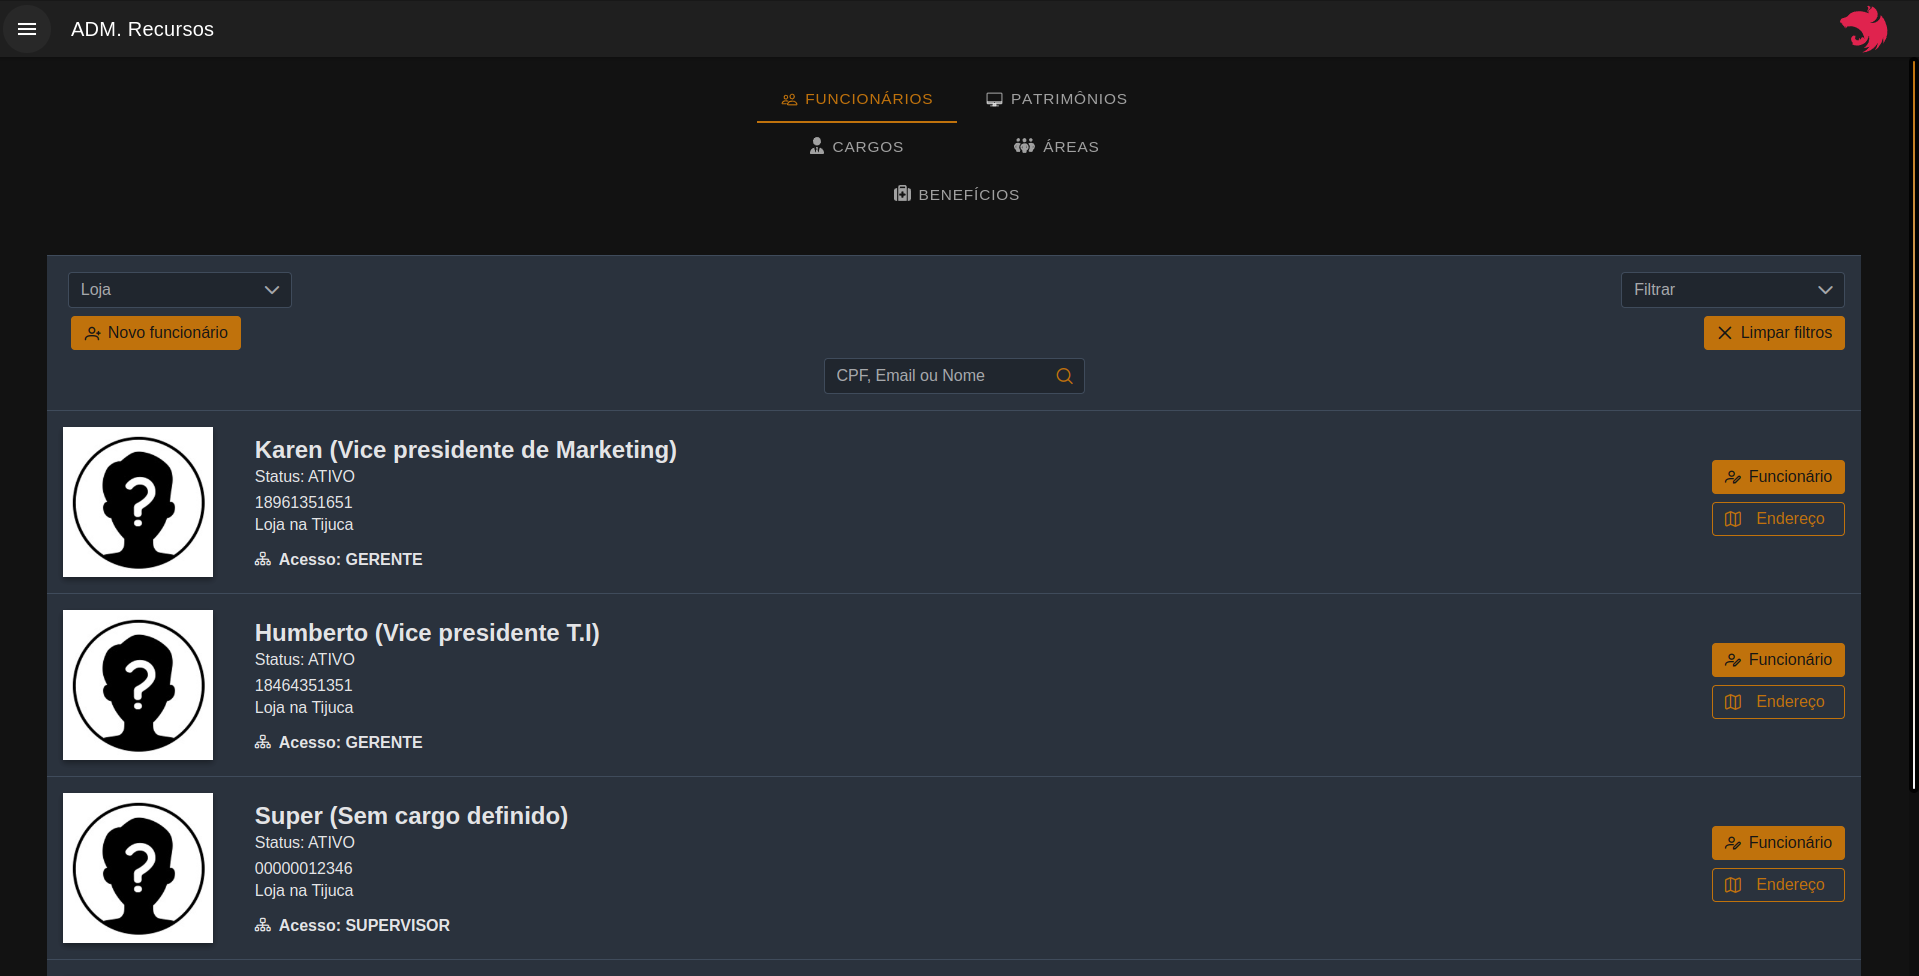 ADM. Recursos
FUNCIONÁRIOS
PATRIMÔNIOS
CARGOS
ÁREAS
BENEFÍCIOS
Loja
Filtrar
Novo funcionário
Limpar filtros
CPF, Email ou Nome
Karen (Vice presidente de Marketing)
Status: ATIVO
18961351651
Loja na Tijuca
Acesso: GERENTE
Funcionário
Endereço
Humberto (Vice presidente T.I)
Status: ATIVO
18464351351
Loja na Tijuca
Acesso: GERENTE
Funcionário
Endereço
Super (Sem cargo definido)
Status: ATIVO
00000012346
Loja na Tijuca
Acesso: SUPERVISOR
Funcionário
Endereço